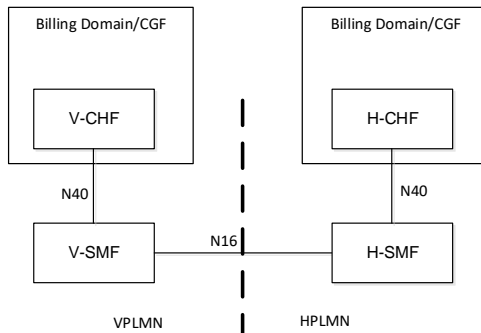 Billing Domain/CGF
Billing Domain/CGF
V-CHF
H-CHF
N40
N40
V-SMF
N16
H-SMF
VPLMN
HPLMN